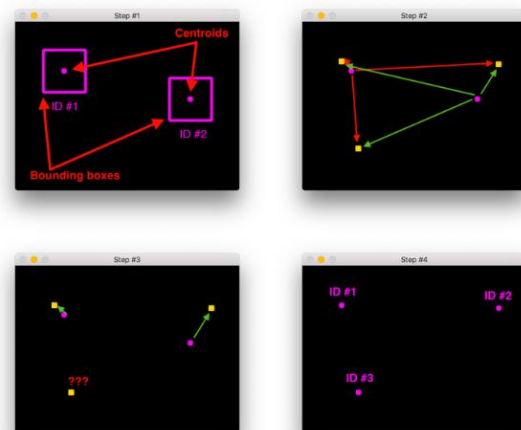 Step #1
Centroids
ID #1
ID #2
Bounding boxes
Step #2
Step #3
???
Step #4
ID #1
ID #2
ID #3